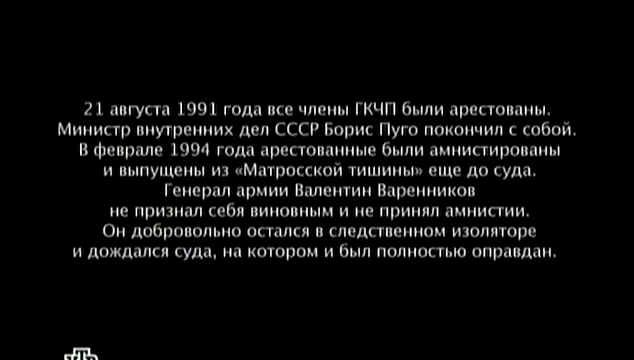 21 августа 1991 года все члены ГКЧП были арестованы.
Министр внутренних дел СССР Борис Пуго покончил с собой.
В феврале 1994 года арестованные были амнистированы
и выпущены из «Матросской тишины» еще до суда.
Генерал армии Валентин Варенников
не признал себя виновным и не принял амнистии.
Он добровольно остался в следственном изоляторе
и дождался суда, на котором и был полностью оправдан.
НТВ